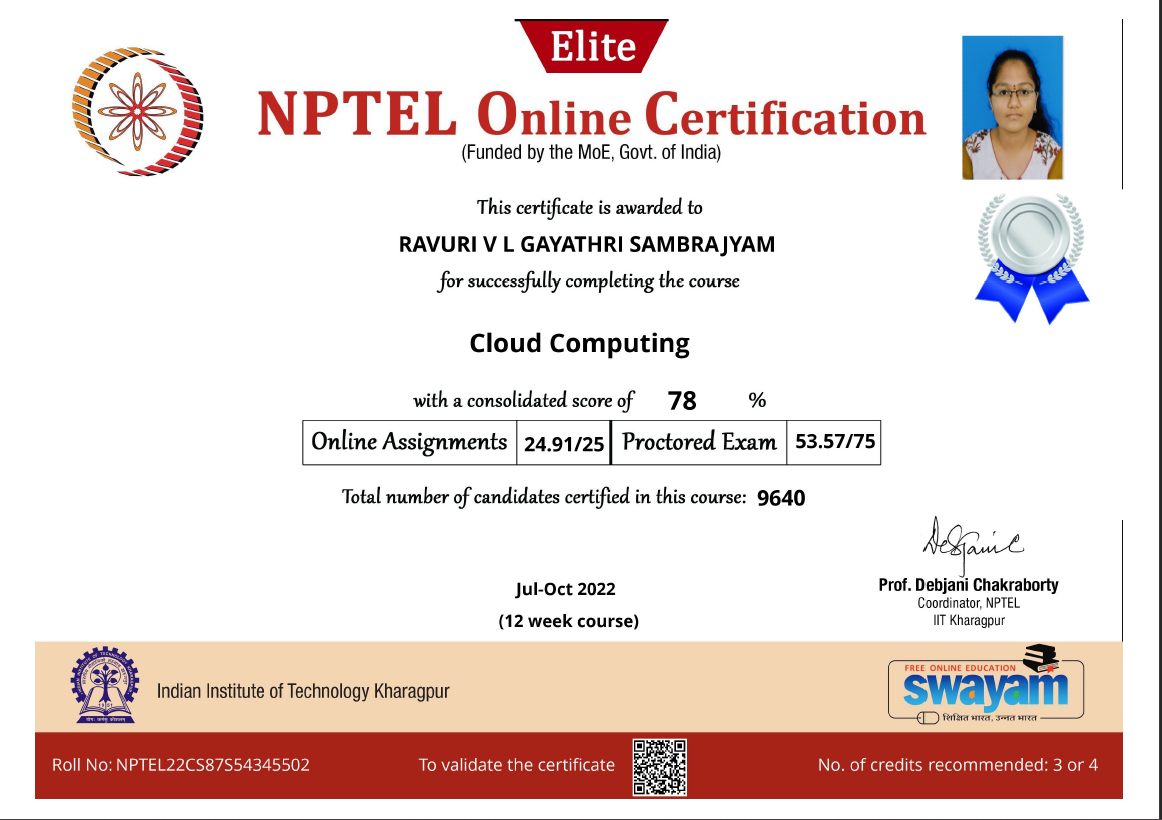 Elite
NPTEL Online Certification
(Funded by the MoE, Govt. of India)
This certificate is awarded to
RAVURI V L GAYATHRI SAMBRAJYAM
for successfully completing the course
Cloud Computing
with a consolidated score of 78 %
Online Assignments 24.91/25 Proctored Exam 53.57/75
Total number of candidates certified in this course: 9640
Jul-Oct 2022
(12 week course)
Prof. Debjani Chakraborty
Coordinator, NPTEL
IIT Kharagpur
Indian Institute of Technology Kharagpur
FREE ONLINE EDUCATION
swayam
शिक्षित भारत, उन्नत भारत
Roll No: NPTEL22CS87S54345502
To validate the certificate
No. of credits recommended: 3 or 4